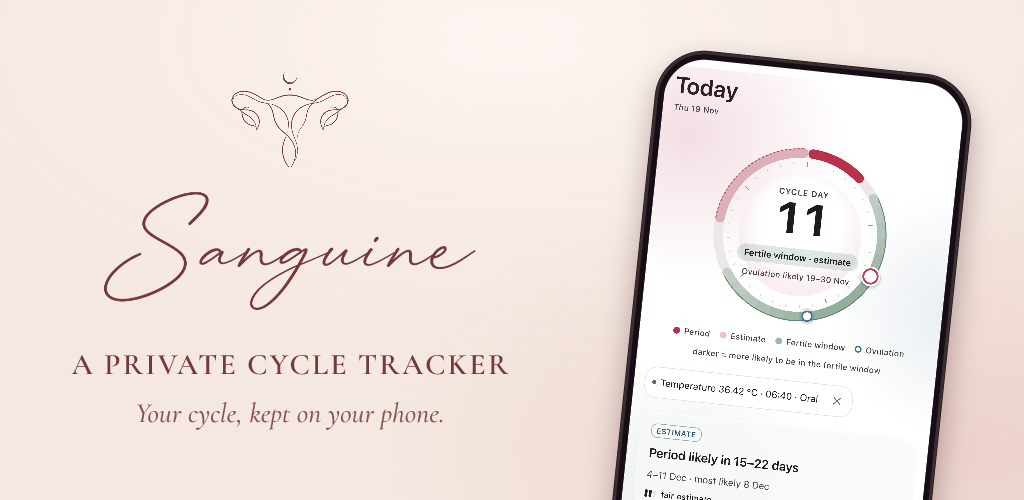 Sanguine
A PRIVATE CYCLE TRACKER
Your cycle, kept on your phone.
Today
Thu 19 Nov
CYCLE DAY
11
Fertile window · estimate
Ovulation likely 19–30 Nov
Period Estimate Fertile window Ovulation
darker = more likely to be in the fertile window
Temperature 36.42 °C · 06:40 · Oral
ESTIMATE
Period likely in 15–22 days
4–11 Dec · most likely 8 Dec
fair estimate